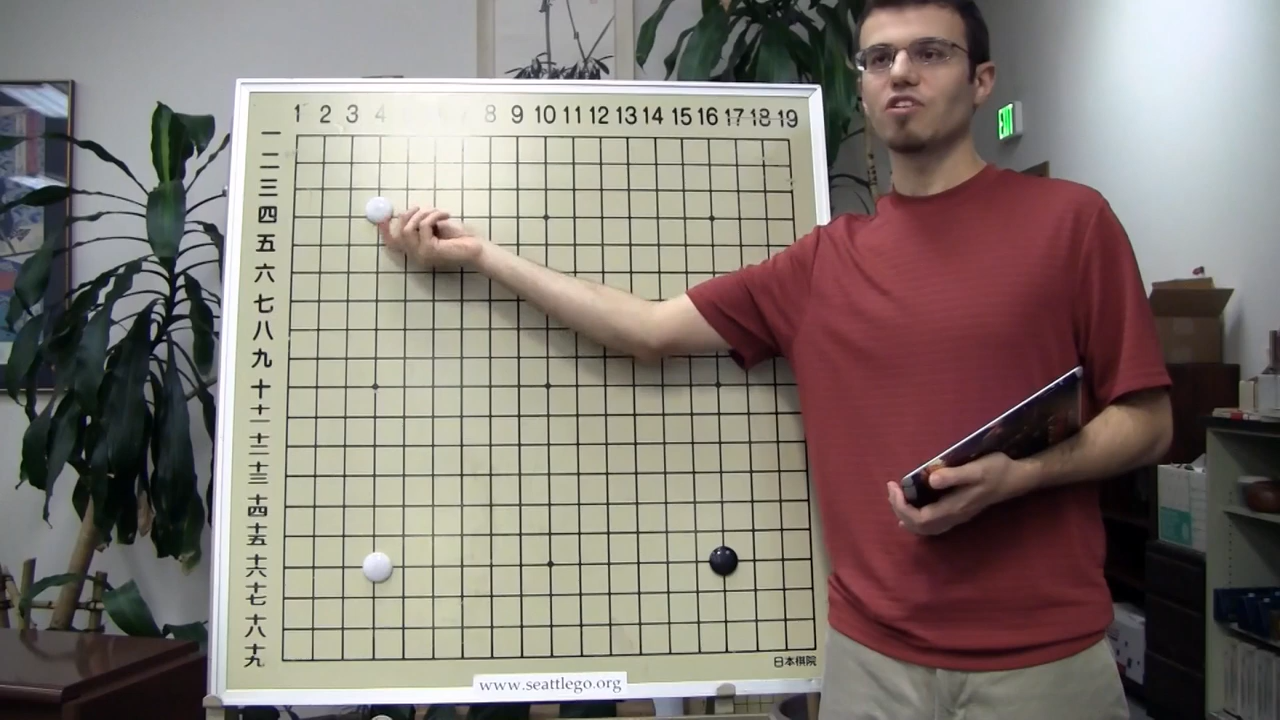 1 2 3 4 8 9 10 11 12 13 14 15 16 17 18 19
一
二
三
四
五
六
七
八
九
十
十一
十二
十三
十四
十五
十六
十七
十八
十九
日本棋院
www.seattlego.org
EXIT